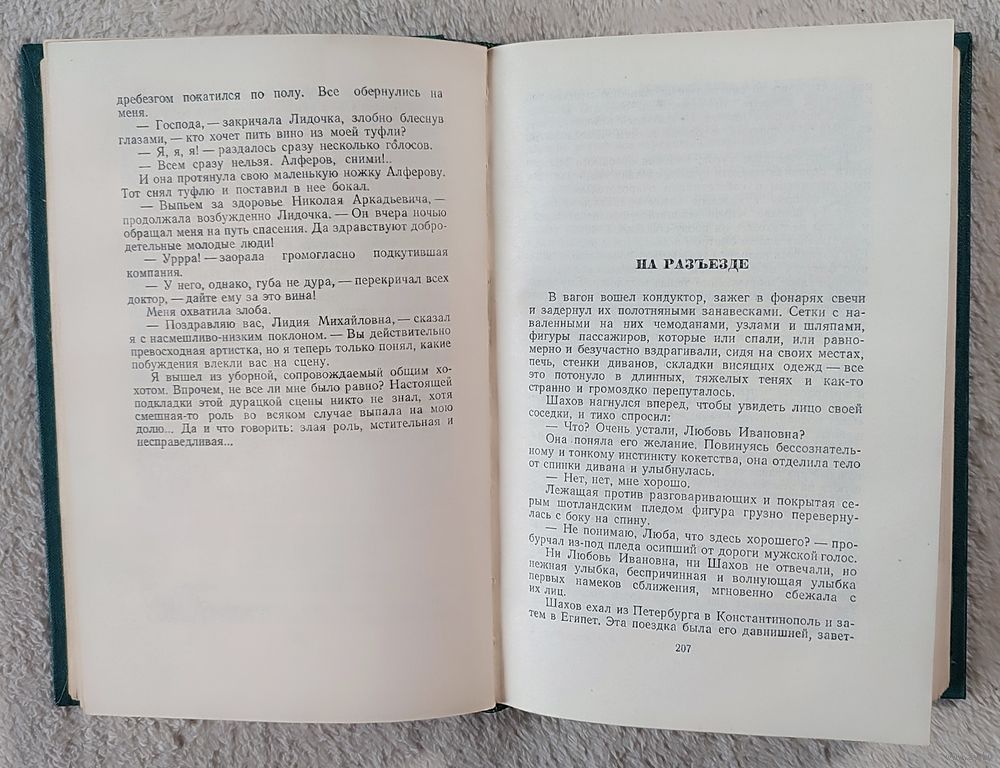 дребезгом покатился по полу. Все обернулись на
меня.
— Господа, — закричала Лидочка, злобно блеснув
глазами, — кто хочет пить вино из моей туфли?
— Я, я, я! — раздалось сразу несколько голосов.
— Всем сразу нельзя. Алферов, сними!..
И она протянула свою маленькую ножку Алферову.
Тот снял туфлю и поставил в нее бокал.
— Выпьем за здоровье Николая Аркадьевича, —
продолжала возбужденно Лидочка. — Он вчера ночью
обращал меня на путь спасения. Да здравствуют добро-
детельные молодые люди!
— Уррра! — заорала громогласно подкутившая
компания.
— У него, однако, губа не дура, — перекричал всех
доктор, — дайте ему за это вина!
Меня охватила злоба.
— Поздравляю вас, Лидия Михайловна, — сказал
я с насмешливо-низким поклоном. — Вы действительно
превосходная артистка, но я теперь только понял, какие
побуждения влекли вас на сцену.
Я вышел из уборной, сопровождаемый общим хо-
хотом. Впрочем, не все ли мне было равно? Настоящей
подкладки этой дурацкой сцены никто не знал, хотя
смешная-то роль во всяком случае выпала на мою
долю... Да и что говорить: злая роль, мстительная и
несправедливая...
НА РАЗЪЕЗДЕ
В вагон вошел кондуктор, зажег в фонарях свечи
и задернул их полотняными занавесками. Сетки с на-
валенными на них чемоданами, узлами и шляпами,
фигуры пассажиров, которые или спали, или равно-
мерно и безучастно вздрагивали, сидя на своих местах,
печь, стенки диванов, складки висящих одежд — все
это потонуло в длинных, тяжелых тенях и как-то
странно и громоздко перепуталось.
Шахов нагнулся вперед, чтобы увидеть лицо своей
соседки, и тихо спросил:
— Что? Очень устали, Любовь Ивановна?
Она поняла его желание. Повинуясь бессознатель-
ному и тонкому инстинкту кокетства, она отделила тело
от спинки дивана и улыбнулась.
— Нет, нет, мне хорошо.
Лежащая против разговаривающих и покрытая се-
рым шотландским пледом фигура грузно переверну-
лась с боку на спину.
— Не понимаю, Люба, что здесь хорошего? — про-
бурчал из-под пледа осипший от дороги мужской голос.
Ни Любовь Ивановна, ни Шахов не отвечали, но
нежная улыбка, беспричинная и волнующая улыбка
первых намеков сближения, мгновенно сбежала с
их лиц.
Шахов ехал из Петербурга в Константинополь и за-
тем в Египет. Эта поездка была его давнишней, завет-
207